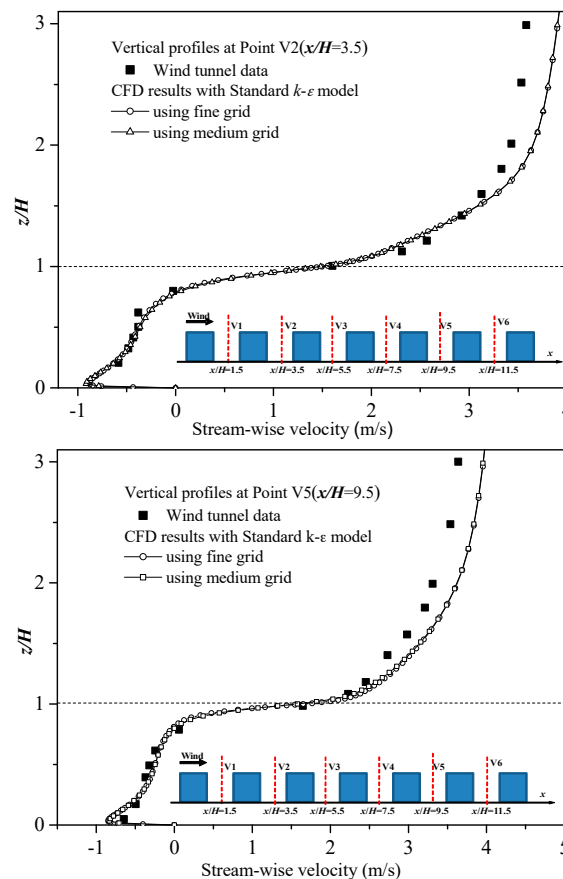 3
Vertical profiles at Point V2(x/H=3.5)
Wind tunnel data
CFD results with Standard k-ε model
using fine grid
using medium grid
2
z/H
1
Wind
V1 V2 V3 V4 V5 V6
x
x/H=1.5 x/H=3.5 x/H=5.5 x/H=7.5 x/H=9.5 x/H=11.5
0
-1 0 1 2 3 4
Stream-wise velocity (m/s)
3
Vertical profiles at Point V5(x/H=9.5)
Wind tunnel data
CFD results with Standard k-ε model
using fine grid
using medium grid
2
z/H
1
Wind
V1 V2 V3 V4 V5 V6
x
x/H=1.5 x/H=3.5 x/H=5.5 x/H=7.5 x/H=9.5 x/H=11.5
0
-1 0 1 2 3 4 5
Stream-wise velocity (m/s)